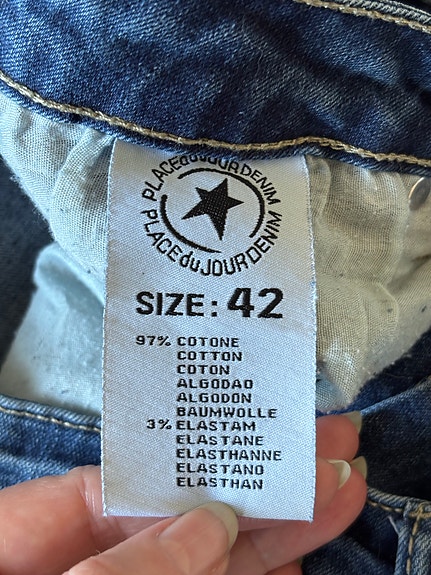 PLACEduJOURDENIM
PLACEduJOURDENIM
SIZE: 42
97% COTONE
COTTON
COTON
ALGODAO
ALGODON
BAUMWOLLE
3% ELASTAM
ELASTANE
ELASTHANNE
ELASTANO
ELASTHAN